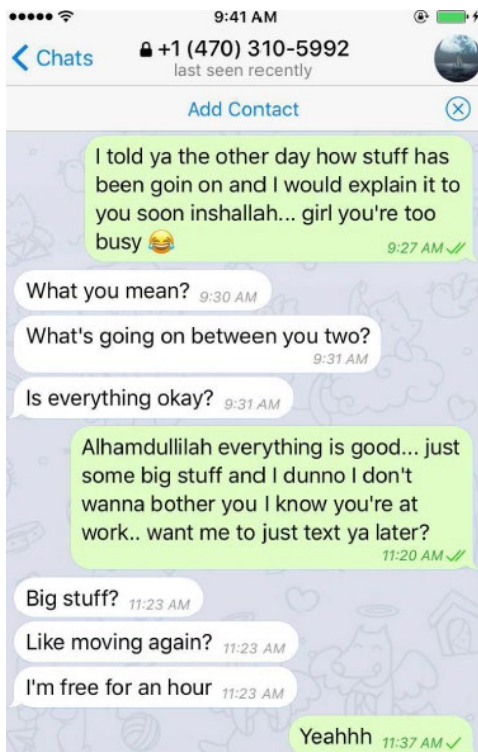 9:41 AM
Chats
+1 (470) 310-5992
last seen recently
Add Contact
I told ya the other day how stuff has
been goin on and I would explain it to
you soon inshallah... girl you're too
busy 😂
9:27 AM
What you mean? 9:30 AM
What's going on between you two?
9:31 AM
Is everything okay? 9:31 AM
Alhamdullilah everything is good... just
some big stuff and I dunno I don't
wanna bother you I know you're at
work.. want me to just text ya later?
11:20 AM
Big stuff? 11:23 AM
Like moving again? 11:23 AM
I'm free for an hour 11:23 AM
Yeahhh 11:37 AM